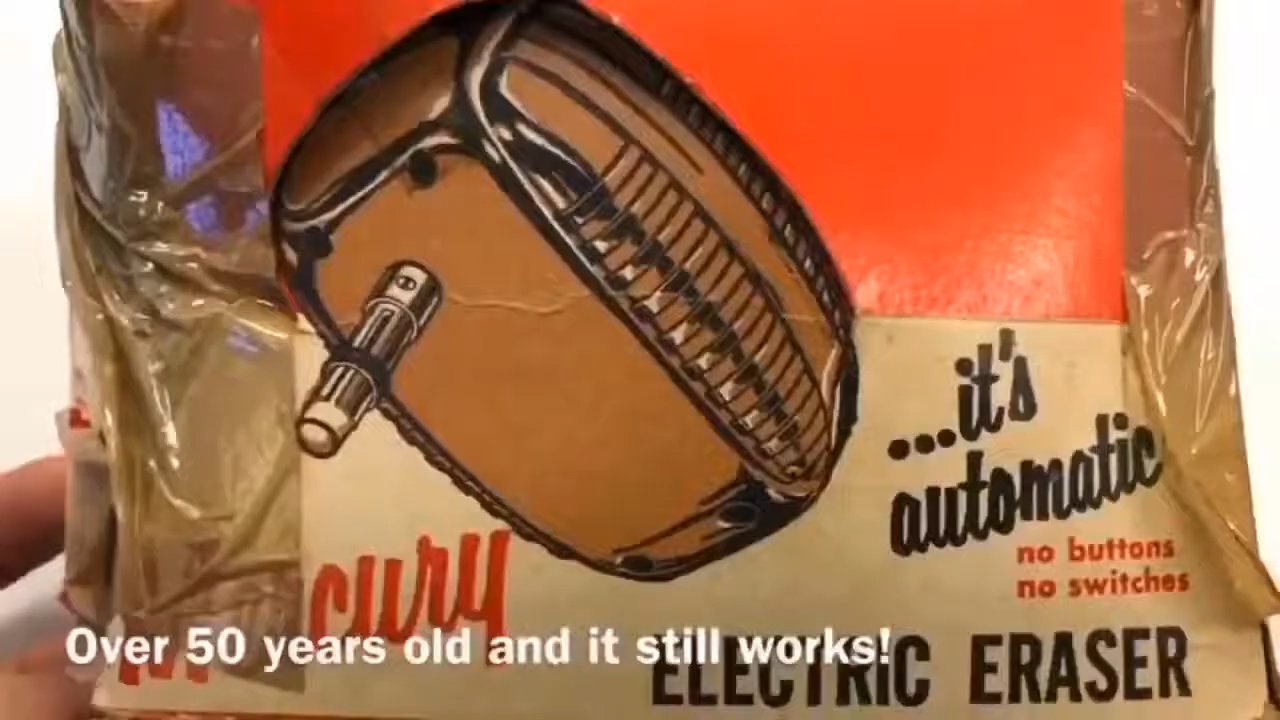 ...it's
automatic
no buttons
no switches
cury
Over 50 years old and it still works!
ELECTRIC ERASER